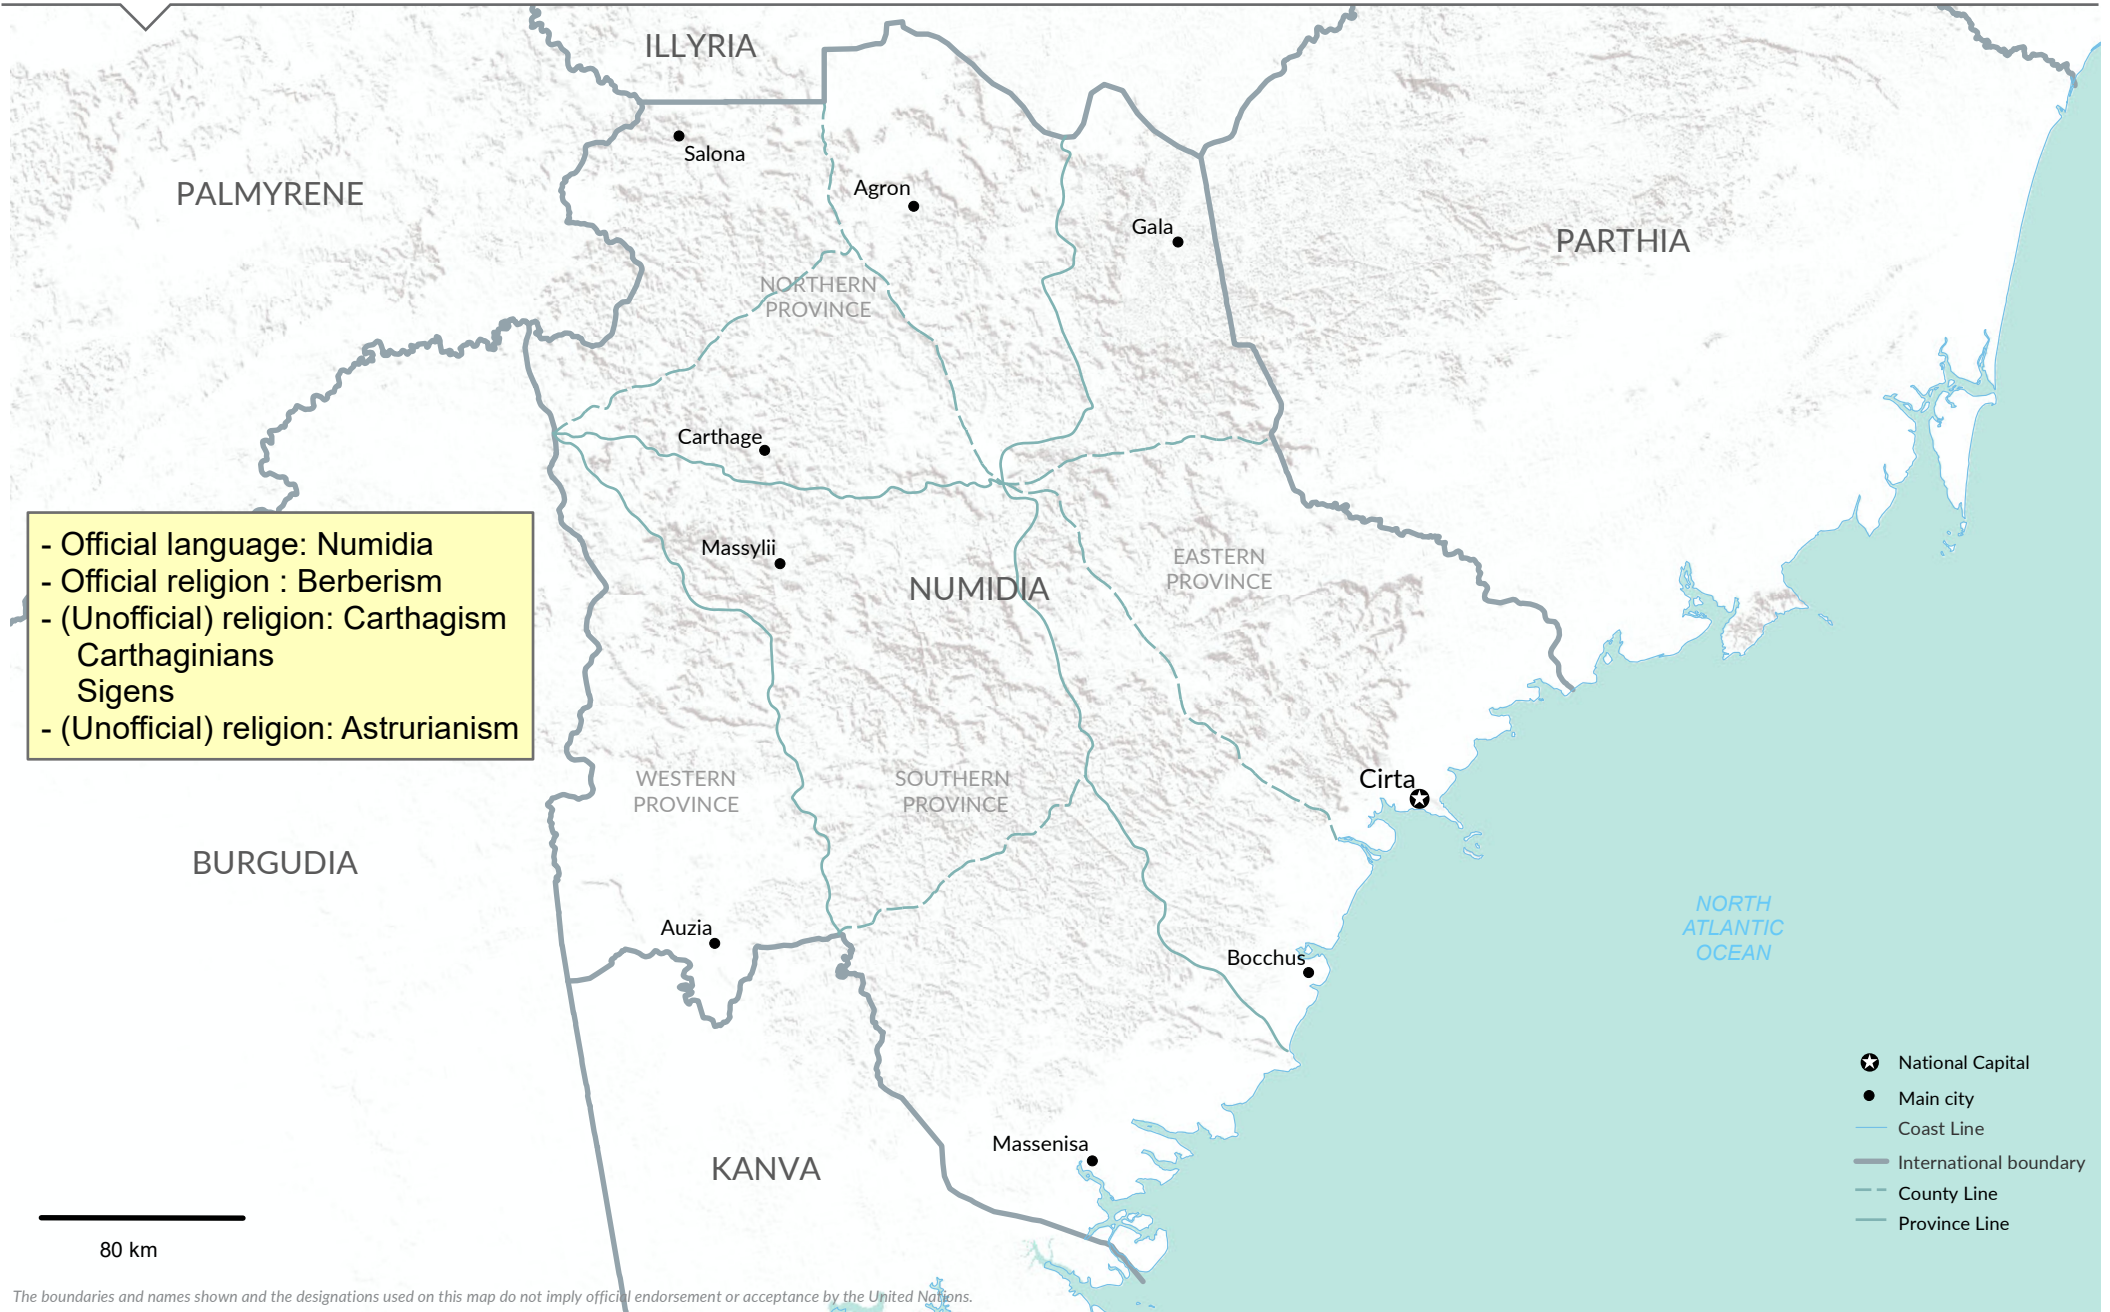 ILLYRIA
PALMYRENE
Salona
Agron
Gala
PARTHIA
NORTHERN
PROVINCE
Carthage
Massylii
NUMIDIA
EASTERN
PROVINCE
- Official language: Numidia
- Official religion : Berberism
- (Unofficial) religion: Carthagism
Carthaginians
Sigens
- (Unofficial) religion: Astrurianism
WESTERN
PROVINCE
SOUTHERN
PROVINCE
Cirta
BURGUDIA
NORTH
ATLANTIC
OCEAN
Auzia
Bocchus
Massenisa
KANVA
National Capital
Main city
Coast Line
International boundary
County Line
Province Line
80 km
The boundaries and names shown and the designations used on this map do not imply official endorsement or acceptance by the United Nations.